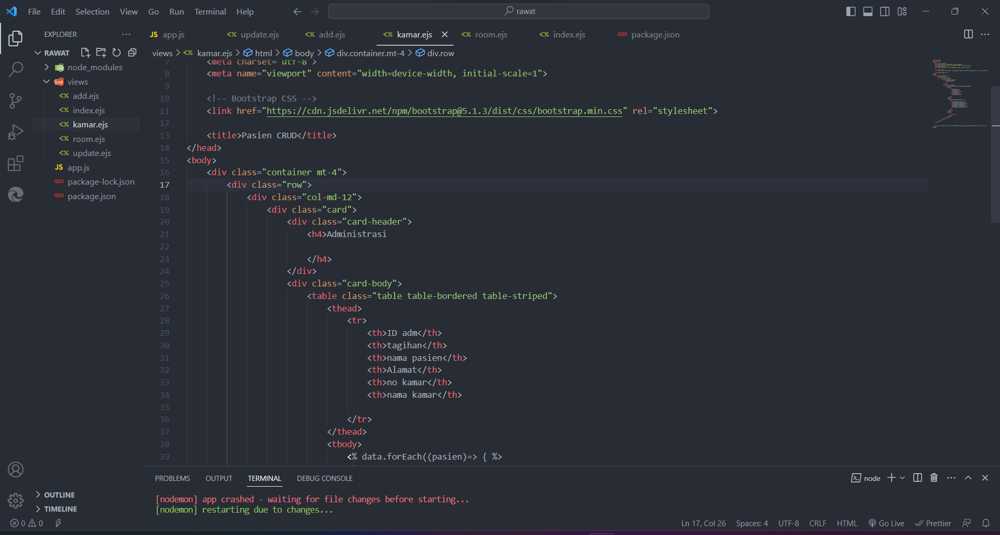 File Edit Selection View Go Run Terminal Help
rawat
EXPLORER
RAWAT
node_modules
views
add.ejs
index.ejs
kamar.ejs
room.ejs
update.ejs
JS app.js
package-lock.json
package.json
OUTLINE
TIMELINE
JS app.js <% update.ejs <% add.ejs <% kamar.ejs <% room.ejs <% index.ejs package.json
views > <% kamar.ejs > html > body > div.container.mt-4 > div.row
7 <meta charset="utf-8">
8 <meta name="viewport" content="width=device-width, initial-scale=1">
9
10 <!-- Bootstrap CSS -->
11 <link href="https://cdn.jsdelivr.net/npm/bootstrap@5.1.3/dist/css/bootstrap.min.css" rel="stylesheet">
12
13 <title>Pasien CRUD</title>
14 </head>
15 <body>
16 <div class="container mt-4">
17 <div class="row">
18 <div class="col-md-12">
19 <div class="card">
20 <div class="card-header">
21 <h4>Administrasi
22
23 </h4>
24 </div>
25 <div class="card-body">
26 <table class="table table-bordered table-striped">
27 <thead>
28 <tr>
29 <th>ID adm</th>
30 <th>tagihan</th>
31 <th>nama pasien</th>
32 <th>Alamat</th>
33 <th>no kamar</th>
34 <th>nama kamar</th>
35
36 </tr>
37 </thead>
38 <tbody>
39 <% data.forEach((pasien)=> { %>
PROBLEMS OUTPUT TERMINAL DEBUG CONSOLE
node
[nodemon] app crashed - waiting for file changes before starting...
[nodemon] restarting due to changes...
0 0
Ln 17, Col 26 Spaces: 4 UTF-8 CRLF HTML Go Live Prettier